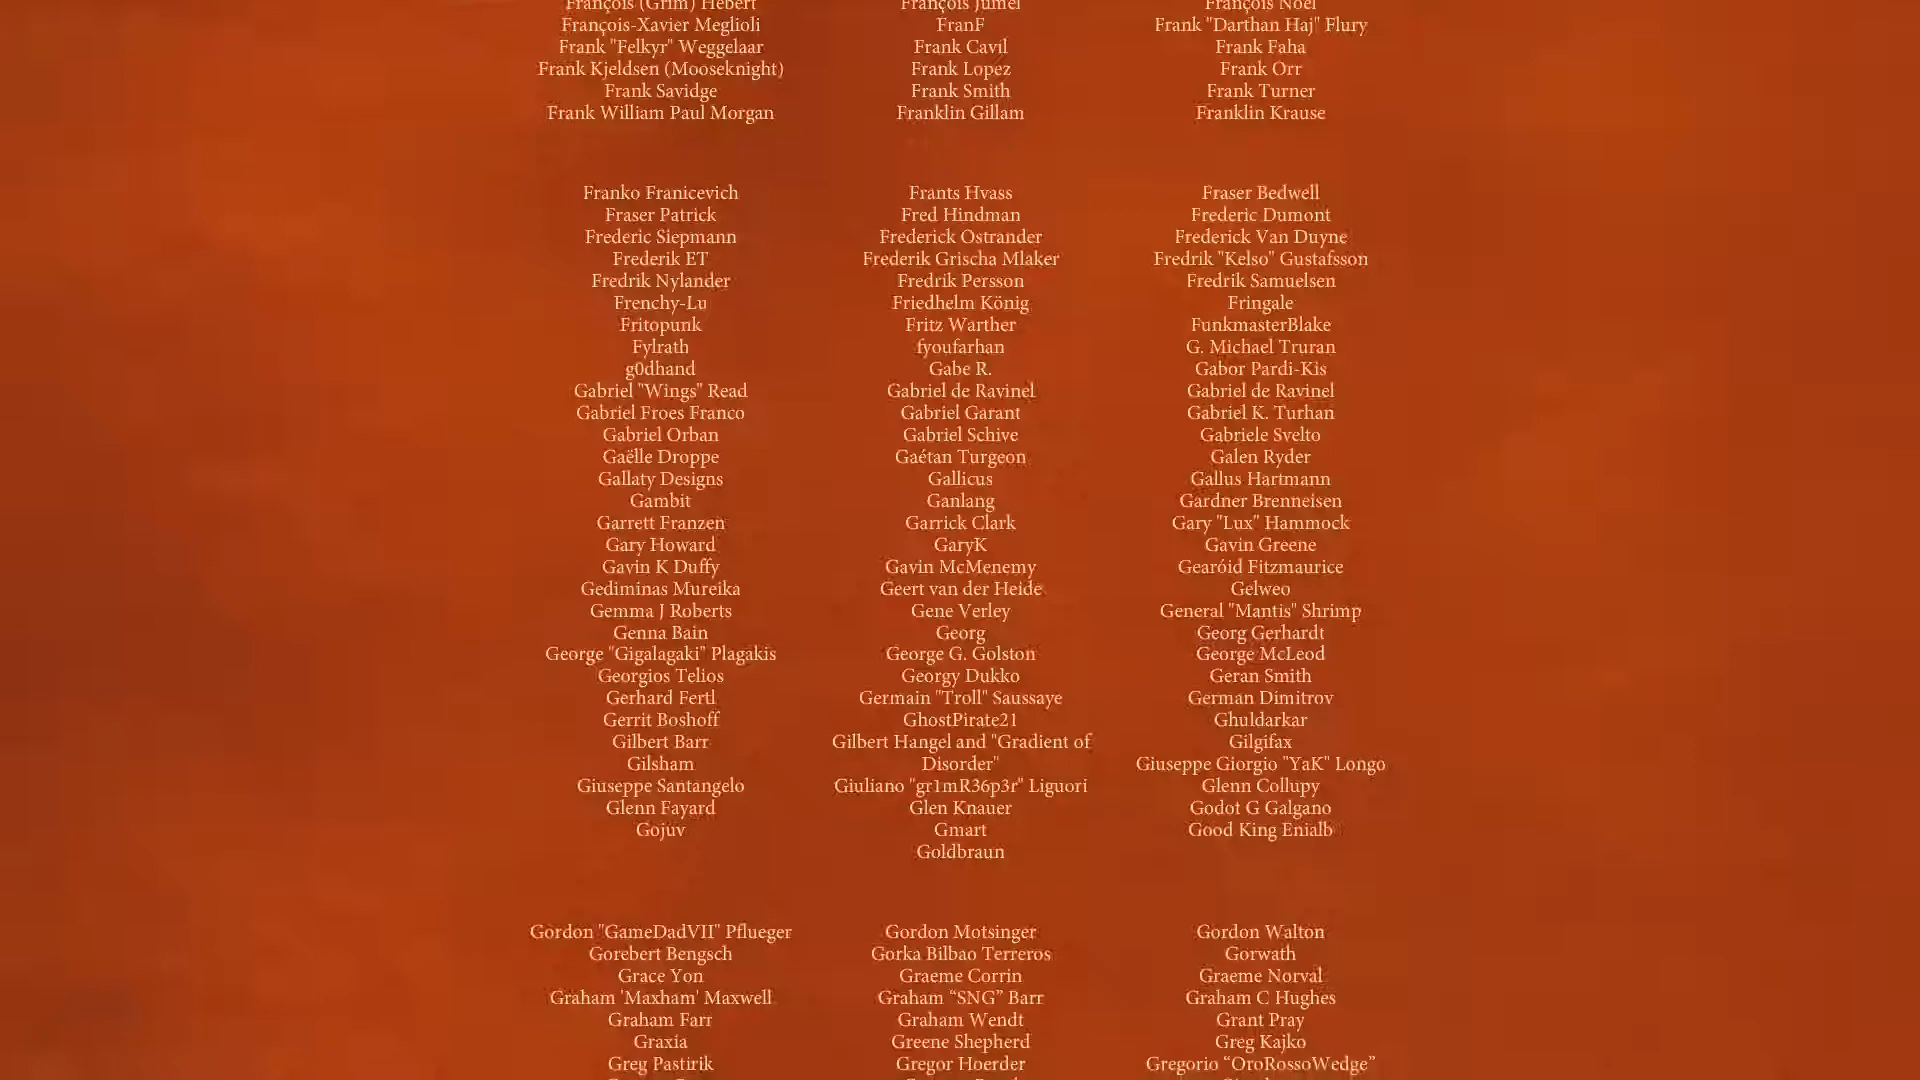 François (Grim) Hebert
François Jumel
François Noel
François-Xavier Meglioli
FranF
Frank "Darthan Haj" Flury
Frank "Felkyr" Weggelaar
Frank Cavil
Frank Faha
Frank Kjeldsen (Mooseknight)
Frank Lopez
Frank Orr
Frank Savidge
Frank Smith
Frank Turner
Frank William Paul Morgan
Franklin Gillam
Franklin Krause
Franko Franicevich
Frants Hvass
Fraser Bedwell
Fraser Patrick
Fred Hindman
Frederic Dumont
Frederic Siepmann
Frederick Ostrander
Frederick Van Duyne
Frederik ET
Frederik Grischa Mlaker
Fredrik "Kelso" Gustafsson
Fredrik Nylander
Fredrik Persson
Fredrik Samuelsen
Frenchy-Lu
Friedhelm König
Fringale
Fritopunk
Fritz Warther
FunkmasterBlake
Fylrath
fyoufarhan
G. Michael Truran
g0dhand
Gabe R.
Gabor Pardi-Kis
Gabriel "Wings" Read
Gabriel de Ravinel
Gabriel de Ravinel
Gabriel Froes Franco
Gabriel Garant
Gabriel K. Turhan
Gabriel Orban
Gabriel Schive
Gabriele Svelto
Gaëlle Droppe
Gaétan Turgeon
Galen Ryder
Gallaty Designs
Gallicus
Gallus Hartmann
Gambit
Ganlang
Gardner Brenneisen
Garrett Franzen
Garrick Clark
Gary "Lux" Hammock
Gary Howard
GaryK
Gavin Greene
Gavin K Duffy
Gavin McMenemy
Gearóid Fitzmaurice
Gediminas Mureika
Geert van der Heide
Gelweo
Gemma J Roberts
Gene Verley
General "Mantis" Shrimp
Genna Bain
Georg
Georg Gerhardt
George "Gigalagaki" Plagakis
George G. Golston
George McLeod
Georgios Telios
Georgy Dukko
Geran Smith
Gerhard Fertl
Germain "Troll" Saussaye
German Dimitrov
Gerrit Boshoff
GhostPirate21
Ghuldarkar
Gilbert Barr
Gilbert Hangel and "Gradient of
Disorder"
Gilgifax
Gilsham
Giuseppe Giorgio "YaK" Longo
Giuseppe Santangelo
Giuliano "gr1mR36p3r" Liguori
Glenn Collupy
Glenn Fayard
Glen Knauer
Godot G Galgano
Gojuv
Gmart
Good King Enialb
Goldbraun
Gordon "GameDadVII" Pflueger
Gordon Motsinger
Gordon Walton
Gorebert Bengsch
Gorka Bilbao Terreros
Gorwath
Grace Yon
Graeme Corrin
Graeme Norval
Graham 'Maxham' Maxwell
Graham “SNG” Barr
Graham C Hughes
Graham Farr
Graham Wendt
Grant Pray
Graxia
Greene Shepherd
Greg Kajko
Greg Pastirik
Gregor Hoerder
Gregorio “OroRossoWedge”